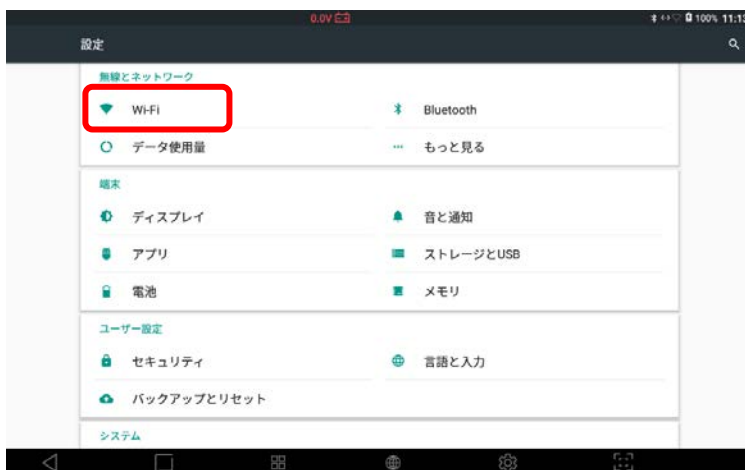 0.0V 100% 11:13
設定
無線とネットワーク
Wi-Fi Bluetooth
データ使用量 もっと見る
端末
ディスプレイ 音と通知
アプリ ストレージとUSB
電池 メモリ
ユーザー設定
セキュリティ 言語と入力
バックアップとリセット
システム